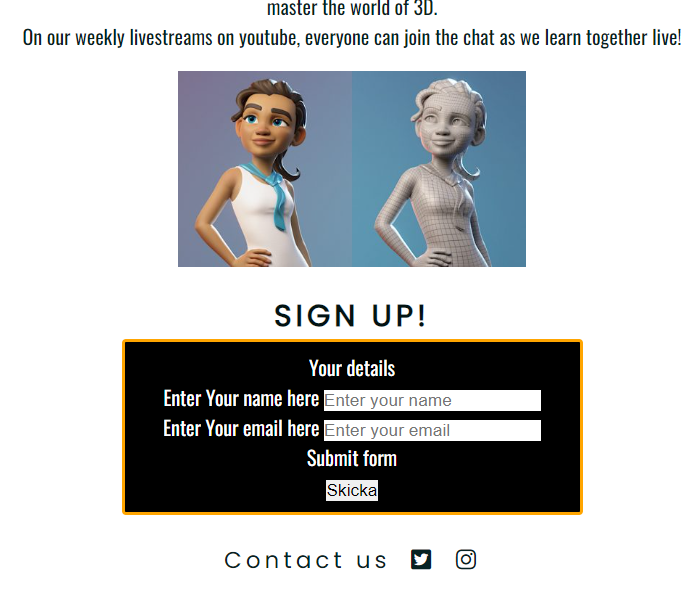 master the world of 3D.
On our weekly livestreams on youtube, everyone can join the chat as we learn together live!
SIGN UP!
Your details
Enter Your name here Enter your name
Enter Your email here Enter your email
Submit form
Skicka
Contact us